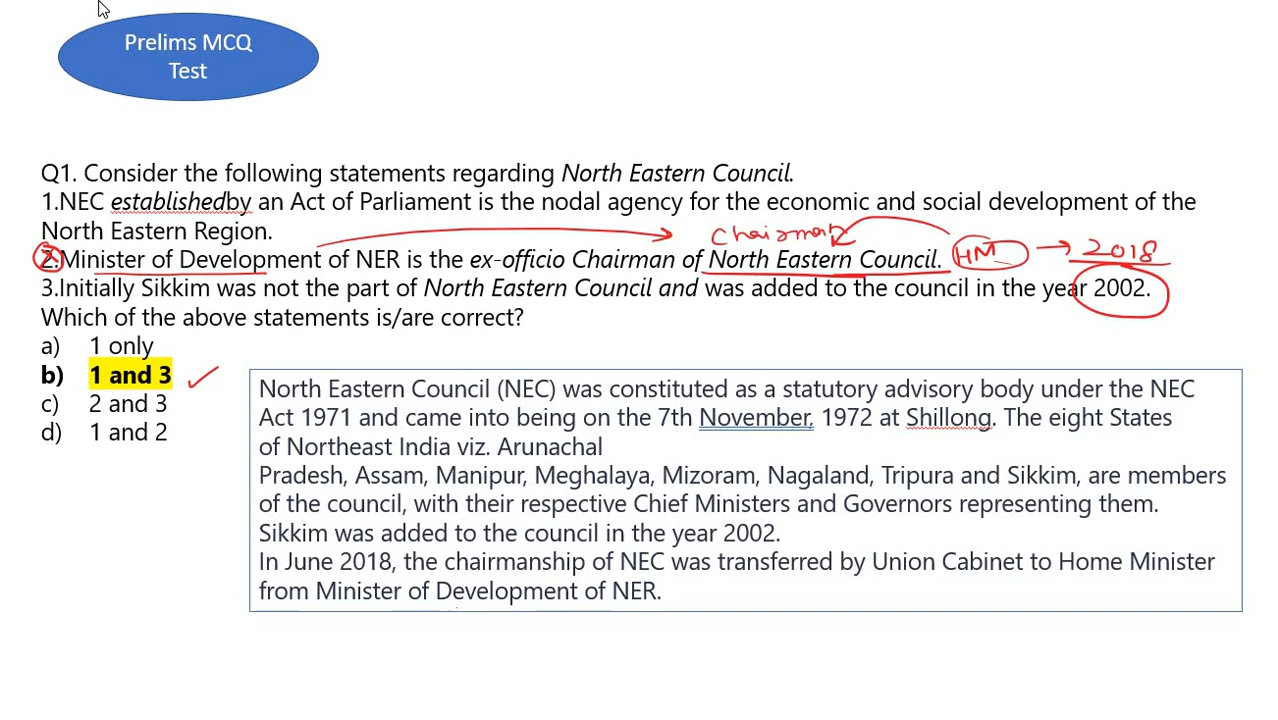 Prelims MCQ
Test
Q1. Consider the following statements regarding North Eastern Council.
1.NEC establishedby an Act of Parliament is the nodal agency for the economic and social development of the
North Eastern Region.
Chairman
2.Minister of Development of NER is the ex-officio Chairman of North Eastern Council. HM → 2018
3.Initially Sikkim was not the part of North Eastern Council and was added to the council in the year 2002.
Which of the above statements is/are correct?
a) 1 only
b) 1 and 3
c) 2 and 3
d) 1 and 2
North Eastern Council (NEC) was constituted as a statutory advisory body under the NEC
Act 1971 and came into being on the 7th November, 1972 at Shillong. The eight States
of Northeast India viz. Arunachal
Pradesh, Assam, Manipur, Meghalaya, Mizoram, Nagaland, Tripura and Sikkim, are members
of the council, with their respective Chief Ministers and Governors representing them.
Sikkim was added to the council in the year 2002.
In June 2018, the chairmanship of NEC was transferred by Union Cabinet to Home Minister
from Minister of Development of NER.